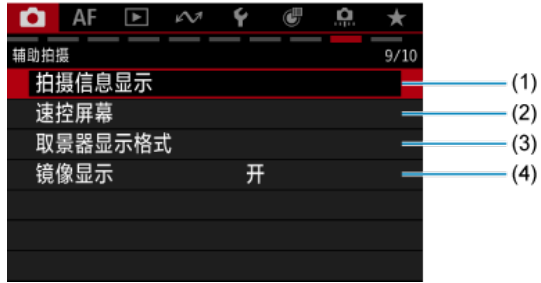 AF
辅助拍摄 9/10
拍摄信息显示 (1)
速控屏幕 (2)
取景器显示格式 (3)
镜像显示 开 (4)